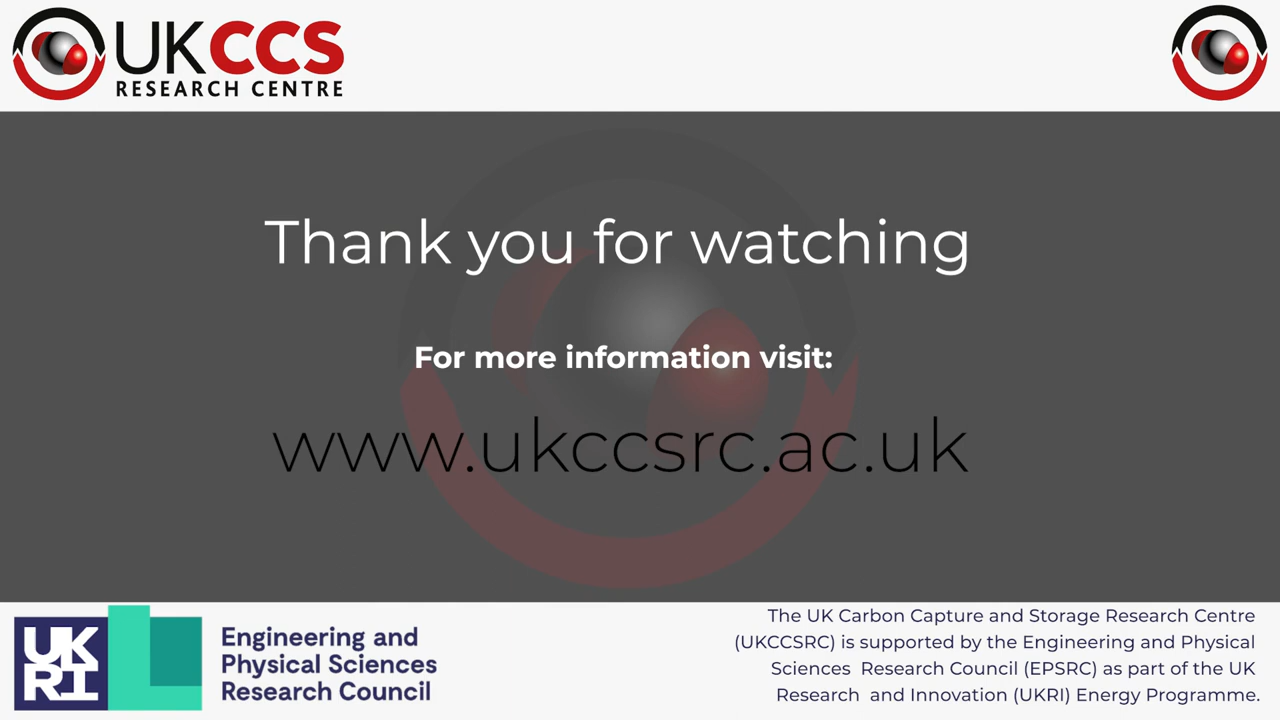 UKCCS
RESEARCH CENTRE
Thank you for watching
For more information visit:
www.ukccsrc.ac.uk
UK
RI
Engineering and
Physical Sciences
Research Council
The UK Carbon Capture and Storage Research Centre
(UKCCSRC) is supported by the Engineering and Physical
Sciences Research Council (EPSRC) as part of the UK
Research and Innovation (UKRI) Energy Programme.